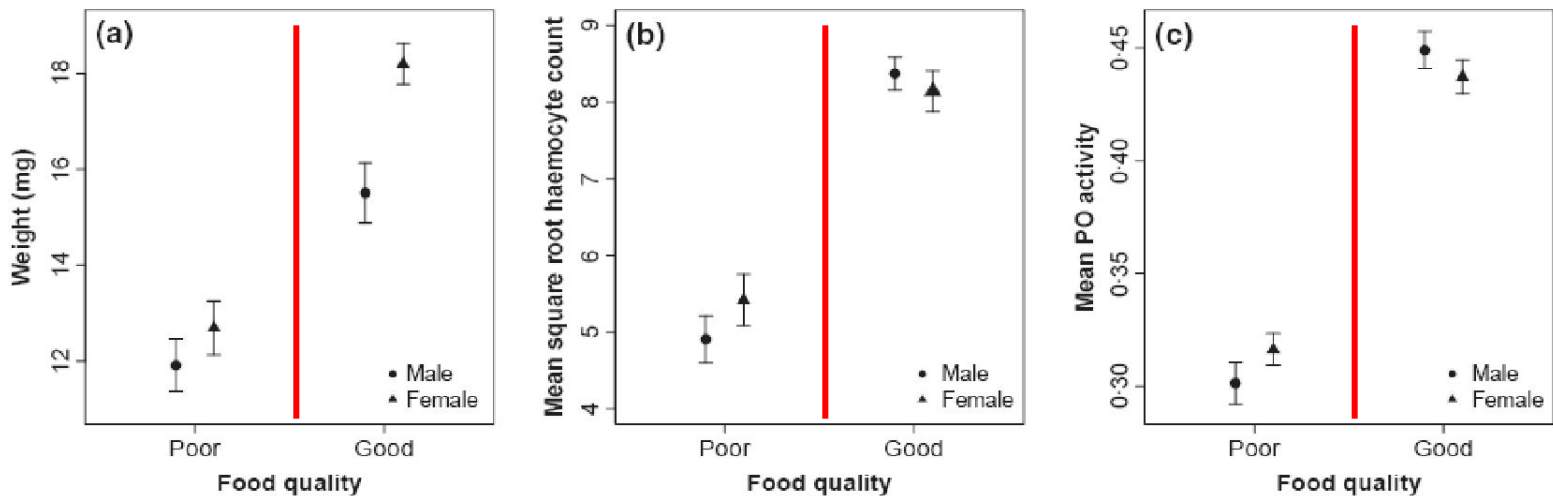 (a)
Weight (mg)
18
16
14
12
Male
Female
Poor Good
Food quality
(b)
Mean square root haemocyte count
9
8
7
6
5
4
Male
Female
Poor Good
Food quality
(c)
Mean PO activity
0·45
0·40
0·35
0·30
Male
Female
Poor Good
Food quality